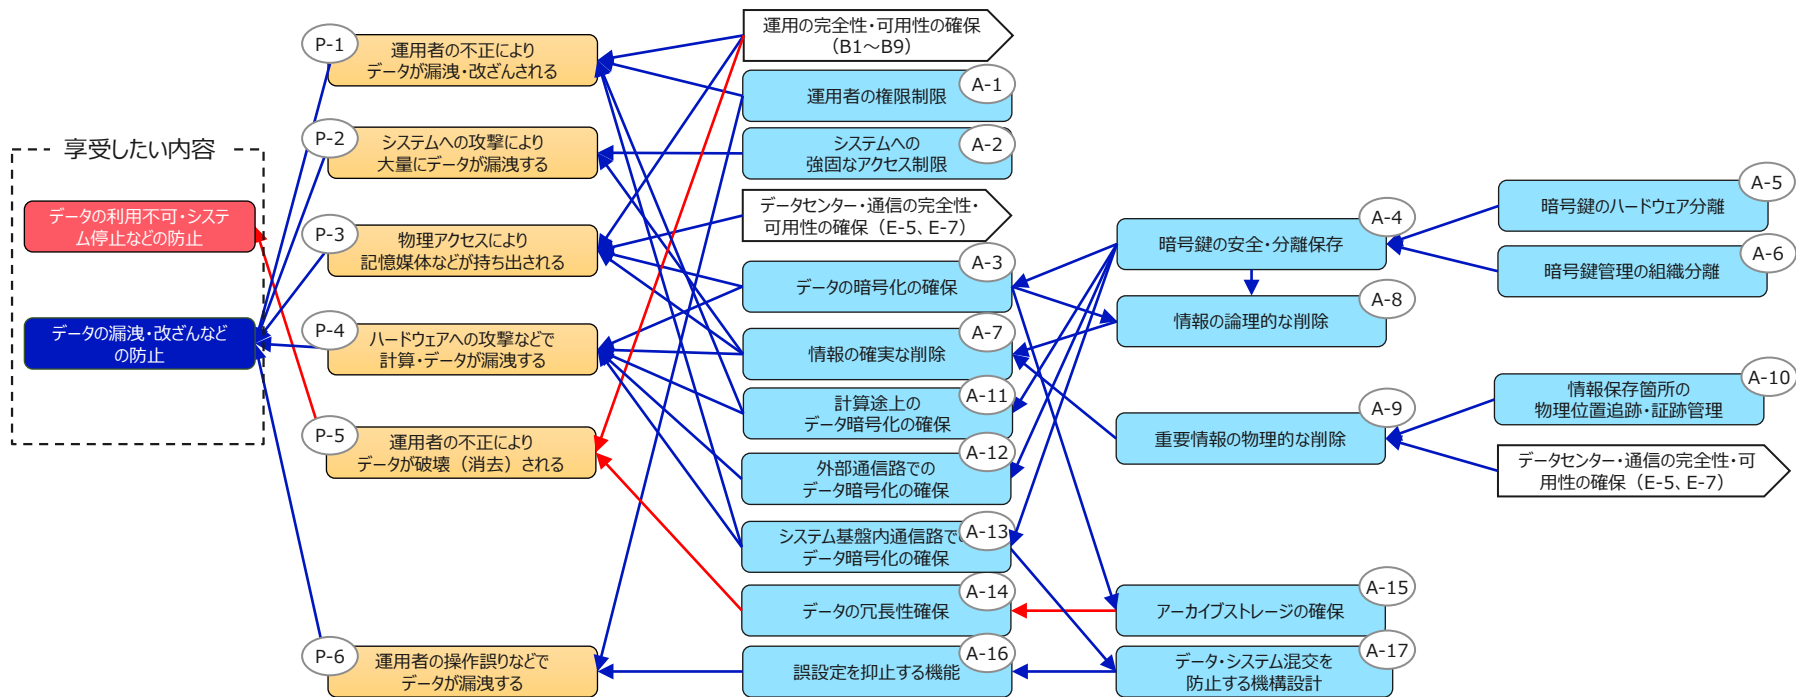 享受したい内容
データの利用不可・システ
ム停止などの防止
データの漏洩・改ざんなど
の防止
P-1
運用者の不正により
データが漏洩・改ざんされる
P-2
システムへの攻撃により
大量にデータが漏洩する
P-3
物理アクセスにより
記憶媒体などが持ち出される
P-4
ハードウェアへの攻撃などで
計算・データが漏洩する
P-5
運用者の不正により
データが破壊（消去）される
P-6
運用者の操作誤りなどで
データが漏洩する
運用の完全性・可用性の確保
（B1～B9）
A-1
運用者の権限制限
A-2
システムへの
強固なアクセス制限
データセンター・通信の完全性・
可用性の確保（E-5、E-7）
A-3
データの暗号化の確保
A-7
情報の確実な削除
A-11
計算途上の
データ暗号化の確保
A-12
外部通信路での
データ暗号化の確保
A-13
システム基盤内通信路での
データ暗号化の確保
A-14
データの冗長性確保
A-16
誤設定を抑止する機能
A-4
暗号鍵の安全・分離保存
A-8
情報の論理的な削除
A-9
重要情報の物理的な削除
A-15
アーカイブストレージの確保
A-17
データ・システム混交を
防止する機構設計
A-5
暗号鍵のハードウェア分離
A-6
暗号鍵管理の組織分離
A-10
情報保存箇所の
物理位置追跡・証跡管理
データセンター・通信の完全性・可
用性の確保（E-5、E-7）